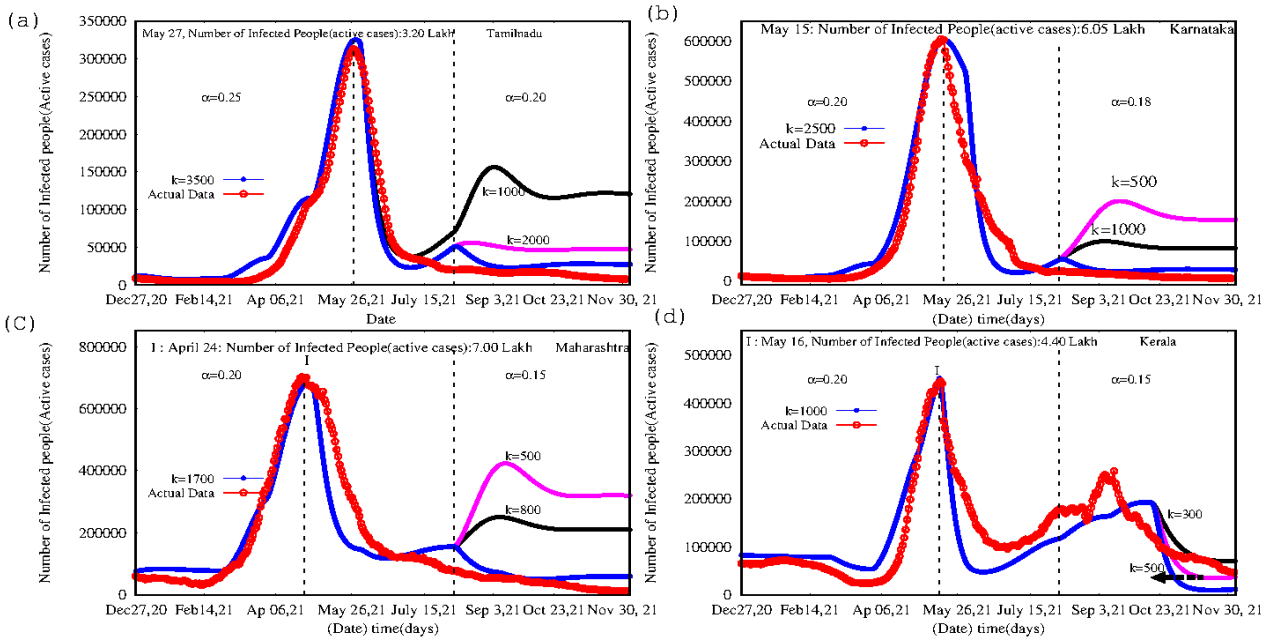 (a)
May 27, Number of Infected People(active cases):3.20 Lakh Tamilnadu
Number of Infected people(Active cases)
350000
300000
250000
200000
150000
100000
50000
0
α=0.25 α=0.20
k=3500
Actual Data
k=1000
k=2000
Dec27,20 Feb14,21 Ap 06,21 May 26,21 July 15,21 Sep 3,21 Oct 23,21 Nov 30, 21
Date
(b)
May 15: Number of Infected People(active cases):6.05 Lakh Karnataka
Number of Infected people(Active cases)
600000
500000
400000
300000
200000
100000
0
α=0.20 α=0.18
k=2500
Actual Data
k=500
k=1000
Dec27,20 Feb14,21 Ap 06,21 May 26,21 July 15,21 Sep 3,21 Oct 23,21 Nov 30, 21
(Date) time(days)
(C)
I : April 24: Number of Infected People(active cases):7.00 Lakh Maharashtra
I
Number of Infected people(Active cases)
800000
600000
400000
200000
0
α=0.20 α=0.15
k=1700
Actual Data
k=500
k=800
Dec27,20 Feb14,21 Ap 06,21 May 26,21 July 15,21 Sep 3,21 Oct 23,21 Nov 30, 21
(Date) time(days)
(d)
I : May 16, Number of Infected People(active cases):4.40 Lakh Kerala
I
Number of Infected people(Active cases)
500000
450000
400000
300000
200000
100000
0
α=0.20 α=0.15
k=1000
Actual Data
k=300
k=500
Dec27,20 Feb14,21 Ap 06,21 May 26,21 July 15,21 Sep 3,21 Oct 23,21 Nov 30, 21
(Date) time(days)